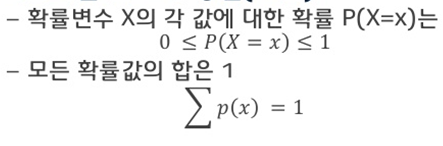 – 확률변수 X의 각 값에 대한 확률 P(X=x)는
0 ≤ P(X = x) ≤ 1
– 모든 확률값의 합은 1
∑ p(x) = 1